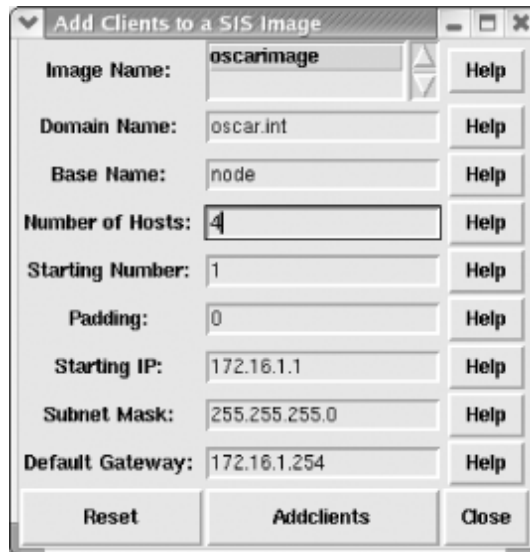 Add Clients to a SIS Image
Image Name: oscarimage Help
Domain Name: oscar.int Help
Base Name: node Help
Number of Hosts: 4 Help
Starting Number: 1 Help
Padding: 0 Help
Starting IP: 172.16.1.1 Help
Subnet Mask: 255.255.255.0 Help
Default Gateway: 172.16.1.254 Help
Reset Addclients Close